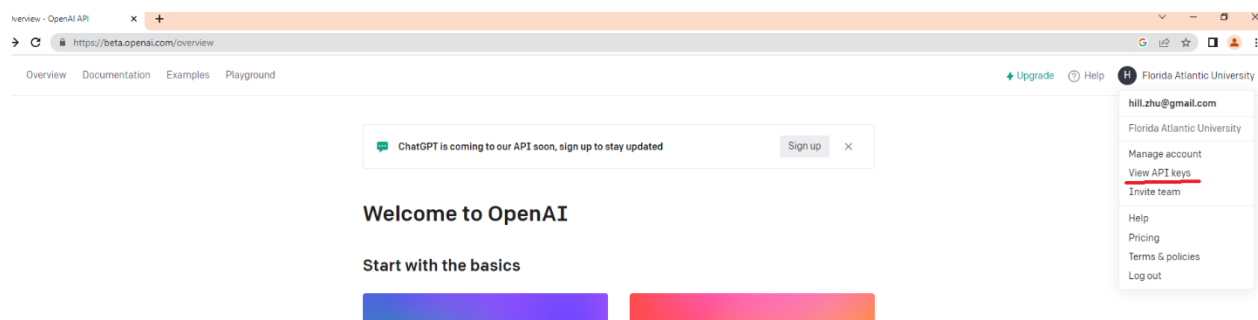 Overview - OpenAI API
https://beta.openai.com/overview
Overview Documentation Examples Playground Upgrade Help H Florida Atlantic University
hill.zhu@gmail.com
Florida Atlantic University
ChatGPT is coming to our API soon, sign up to stay updated Sign up
Manage account
View API keys
Invite team
Welcome to OpenAI
Help
Pricing
Terms & policies
Log out
Start with the basics